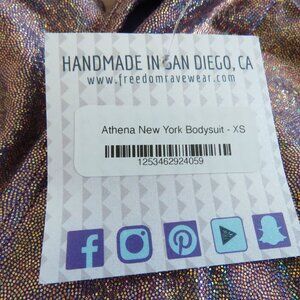 HANDMADE IN SAN DIEGO, CA
www.freedomravewear.com
Athena New York Bodysuit - XS
1253462924059